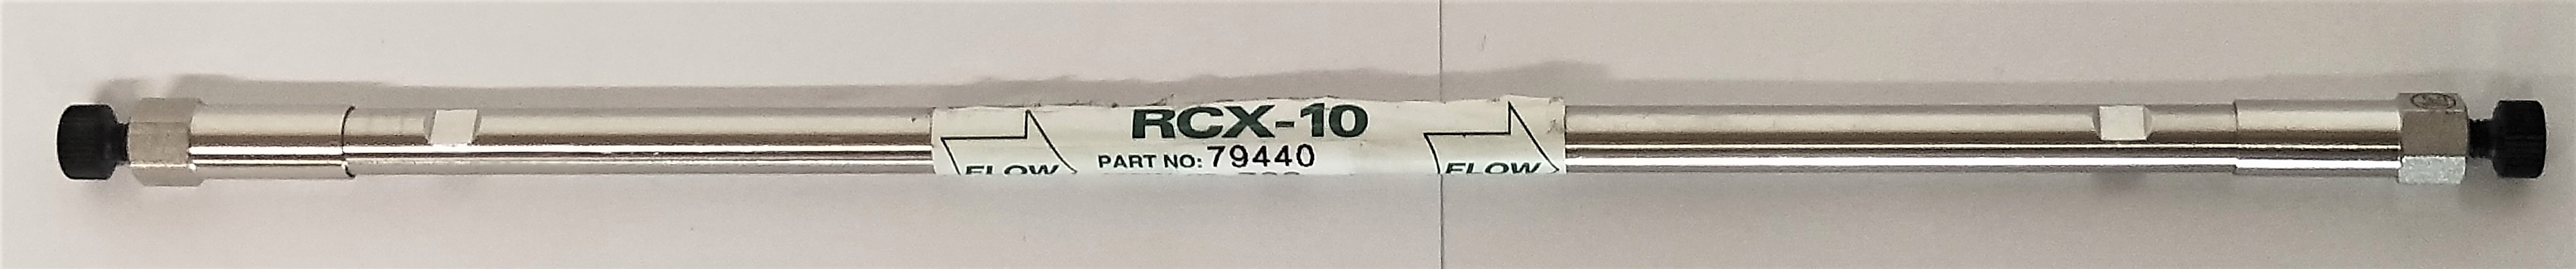 RCX-10
PART NO: 79440
FLOW
FLOW